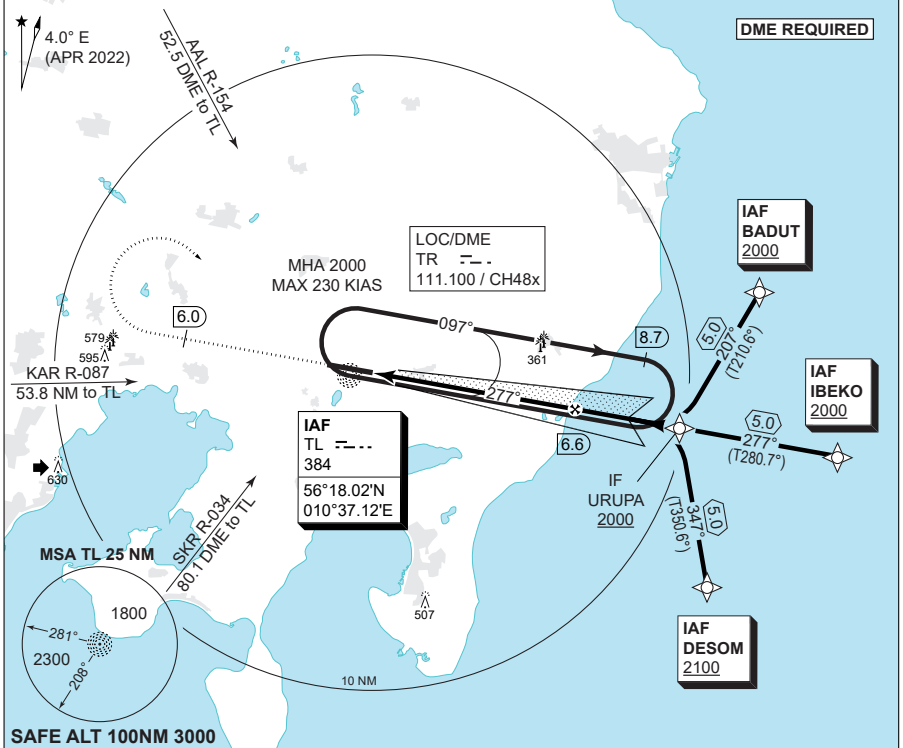 4.0° E
(APR 2022)
AAL R-154
52.5 DME to TL
DME REQUIRED
IAF
BADUT
2000
LOC/DME
TR
111.100 / CH48x
MHA 2000
MAX 230 KIAS
6.0
097°
361
8.7
5.0
207°
(T210.6°)
579
595
KAR R-087
53.8 NM to TL
IAF
IBEKO
2000
277°
5.0
277°
(T280.7°)
6.6
IAF
TL
384
56°18.02'N
010°37.12'E
630
IF
URUPA
2000
5.0
347°
(T350.6°)
SKR R-034
80.1 DME to TL
MSA TL 25 NM
1800
281°
2300
208°
507
IAF
DESOM
2100
10 NM
SAFE ALT 100NM 3000